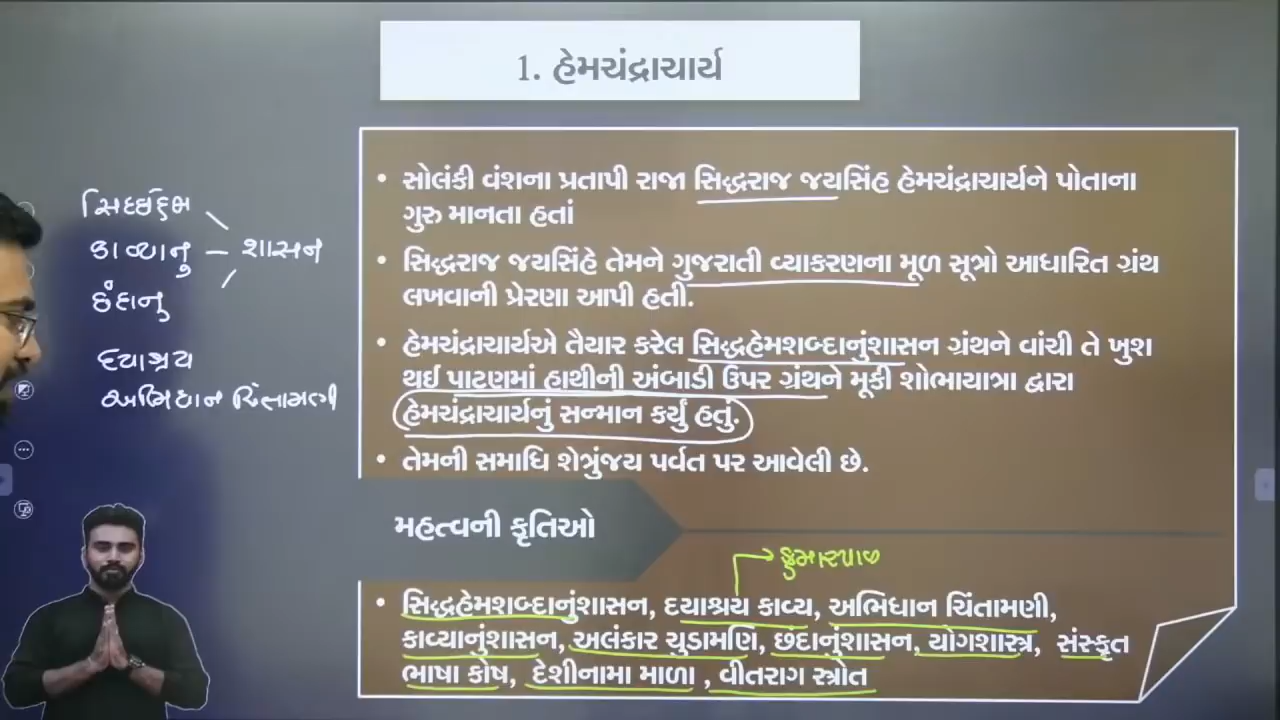 1. હેમચંદ્રાચાર્ય
• સોલંકી વંશના પ્રતાપી રાજા સિદ્ધરાજ જયસિંહ હેમચંદ્રાચાર્યને પોતાના
ગુરુ માનતા હતાં
• સિદ્ધરાજ જયસિંહે તેમને ગુજરાતી વ્યાકરણના મૂળ સૂત્રો આધારિત ગ્રંથ
લખવાની પ્રેરણા આપી હતી.
• હેમચંદ્રાચાર્યએ તૈયાર કરેલ સિદ્ધહેમશબ્દાનુંશાસન ગ્રંથને વાંચી તે ખુશ
થઈ પાટણમાં હાથીની અંબાડી ઉપર ગ્રંથને મૂકી શોભાયાત્રા દ્વારા
હેમચંદ્રાચાર્યનું સન્માન કર્યું હતું.
• તેમની સમાધિ શેત્રુંજય પર્વત પર આવેલી છે.
સિદ્ધહેમ
કાવ્યાનુ – શાસન
છંદાનુ
દયાશ્રય
અભિધાન ચિંતામણી
મહત્વની કૃતિઓ
કુમારપાળ
• સિદ્ધહેમશબ્દાનુંશાસન, દયાશ્રય કાવ્ય, અભિધાન ચિંતામણી,
કાવ્યાનુંશાસન, અલંકાર ચુડામણિ, છંદાનુંશાસન, યોગશાસ્ત્ર, સંસ્કૃત
ભાષા કોષ, દેશીનામા માળા , વીતરાગ સ્ત્રોત